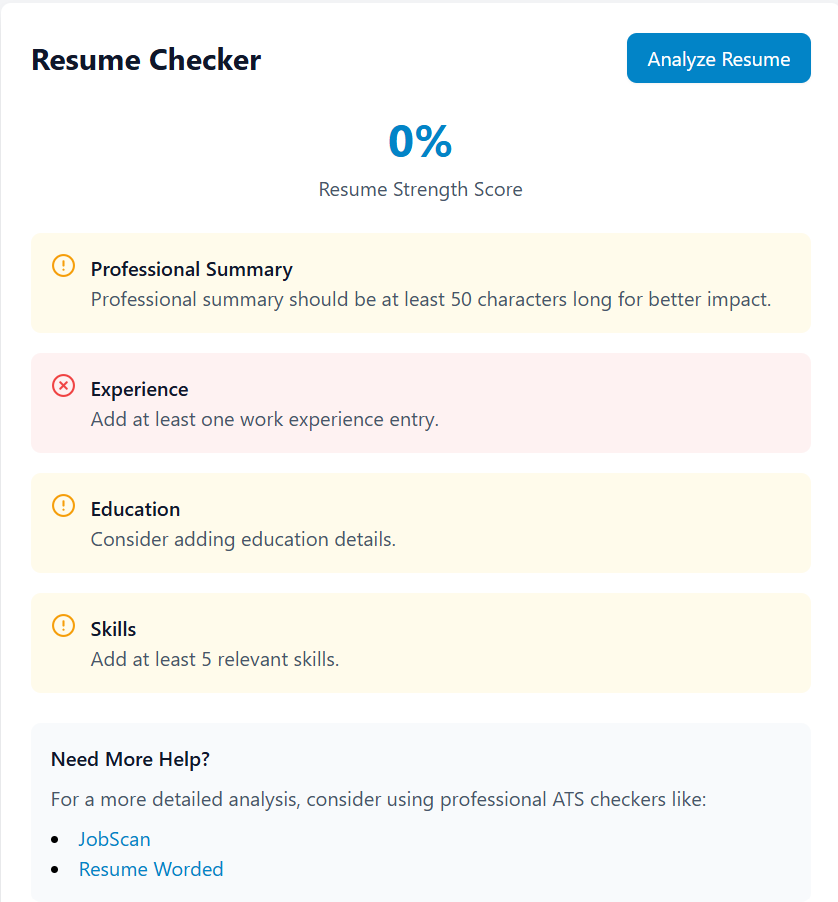 Resume Checker
Analyze Resume
0%
Resume Strength Score
Professional Summary
Professional summary should be at least 50 characters long for better impact.
Experience
Add at least one work experience entry.
Education
Consider adding education details.
Skills
Add at least 5 relevant skills.
Need More Help?
For a more detailed analysis, consider using professional ATS checkers like:
JobScan
Resume Worded